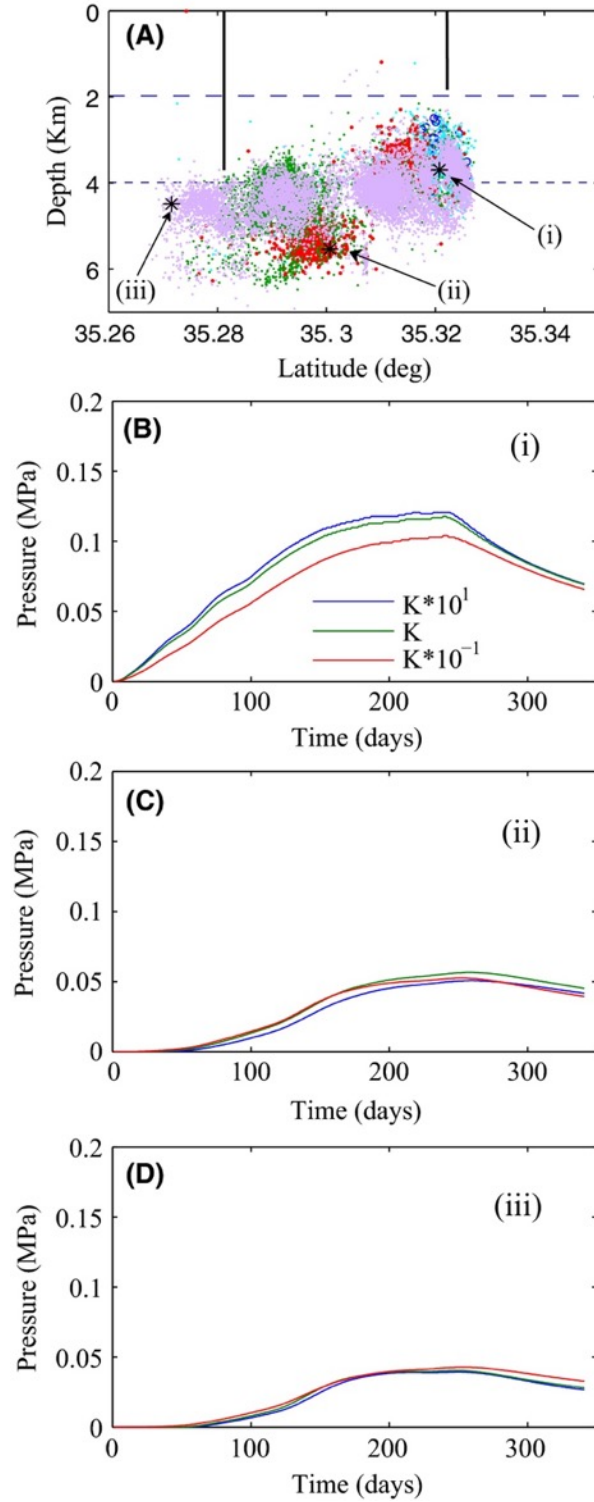 (A)
0
2
4
6
Depth (Km)
(i)
(ii)
(iii)
35.26 35.28 35.3 35.32 35.34
Latitude (deg)
(B)
(i)
0.2
0.15
0.1
0.05
0
Pressure (MPa)
K*10¹
K
K*10⁻¹
0 100 200 300
Time (days)
(C)
(ii)
0.2
0.15
0.1
0.05
0
Pressure (MPa)
0 100 200 300
Time (days)
(D)
(iii)
0.2
0.15
0.1
0.05
0
Pressure (MPa)
0 100 200 300
Time (days)